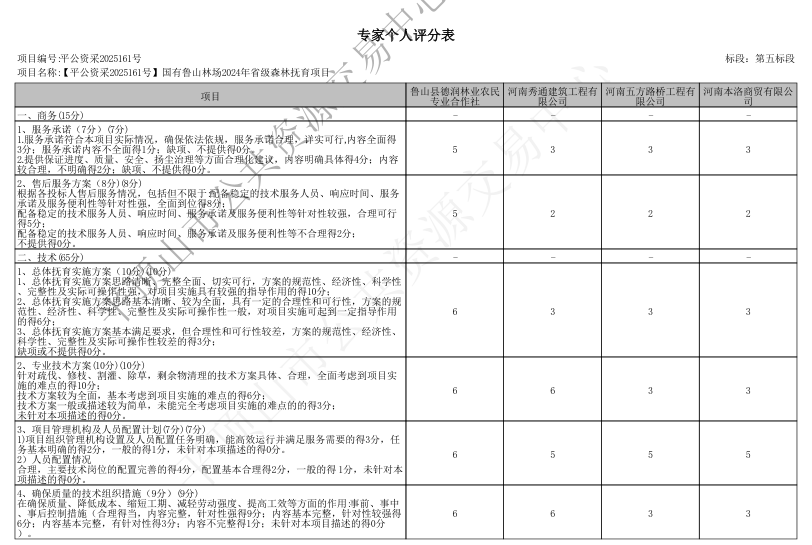 专家个人评分表
项目编号:平公资采2025161号
标段：第五标段
项目名称:【平公资采2025161号】国有鲁山林场2024年省级森林抚育项目
项目
鲁山县德润林业农民
专业合作社
河南秀通建筑工程有
限公司
河南五方路桥工程有
限公司
河南本洛商贸有限公
司
一、商务(15分)
—
—
—
—
1、服务承诺（7分）(7分)
1.服务承诺符合本项目实际情况，确保依法依规，服务承诺合理，详实可行,内容全面得
3分；服务承诺内容不全面得1分；缺项、不提供得0分。
2.提供保证进度、质量、安全、扬尘治理等方面合理化建议，内容明确具体得4分；内容
较合理，不明确得2分；缺项、不提供得0分。
5
3
3
3
2、售后服务方案（8分)(8分)
根据各投标人售后服务情况，包括但不限于:配备稳定的技术服务人员、响应时间、服务
承诺及服务便利性等针对性强，全面到位得8分；
配备稳定的技术服务人员、响应时间、服务承诺及服务便利性等针对性较强，合理可行
得5分；
配备稳定的技术服务人员、响应时间、服务承诺及服务便利性等不合理得2分；
不提供得0分。
5
2
2
2
二、技术(65分)
—
—
—
—
1、总体抚育实施方案（10分)(10分)
1、总体抚育实施方案思路清晰、完整全面、切实可行，方案的规范性、经济性、科学性
、完整性及实际可操作性强、对项目实施具有较强的指导作用的得10分；
2、总体抚育实施方案思路基本清晰、较为全面，具有一定的合理性和可行性，方案的规
范性、经济性、科学性、完整性及实际可操作性一般，对项目实施可起到一定指导作用
的得6分；
3、总体抚育实施方案基本满足要求，但合理性和可行性较差，方案的规范性、经济性、
科学性、完整性及实际可操作性较差的得3分；
缺项或不提供得0分。
6
3
3
3
2、专业技术方案(10分)(10分)
针对疏伐、修枝、割灌、除草，剩余物清理的技术方案具体、合理，全面考虑到项目实
施的难点的得10分；
技术方案较为全面，基本考虑到项目实施的难点的得6分；
技术方案一般或描述较为简单，未能完全考虑项目实施的难点的的得3分；
未针对本项描述的得0分。
6
6
3
3
3、项目管理机构及人员配置计划(7分)(7分)
1)项目组织管理机构设置及人员配置任务明确，能高效运行并满足服务需要的得3分，任
务基本明确的得2分，一般的得1分，未针对本项描述的得0分。
2）人员配置情况
合理，主要技术岗位的配置完善的得4分，配置基本合理得2分，一般的得 1分，未针对本
项描述的得0分。
6
5
5
5
4、确保质量的技术组织措施（9分）(9分)
在确保质量、降低成本、缩短工期、减轻劳动强度、提高工效等方面的作用:事前、事中
、事后控制措施（合理得当，内容完整，针对性强得9分；内容基本完整，针对性较强得
6分；内容基本完整，有针对性得3分；内容不完整得1分；未针对本项目描述的得0分
）。
6
6
3
3
平顶山市公共资源交易中心
平顶山市公共资源交易中心